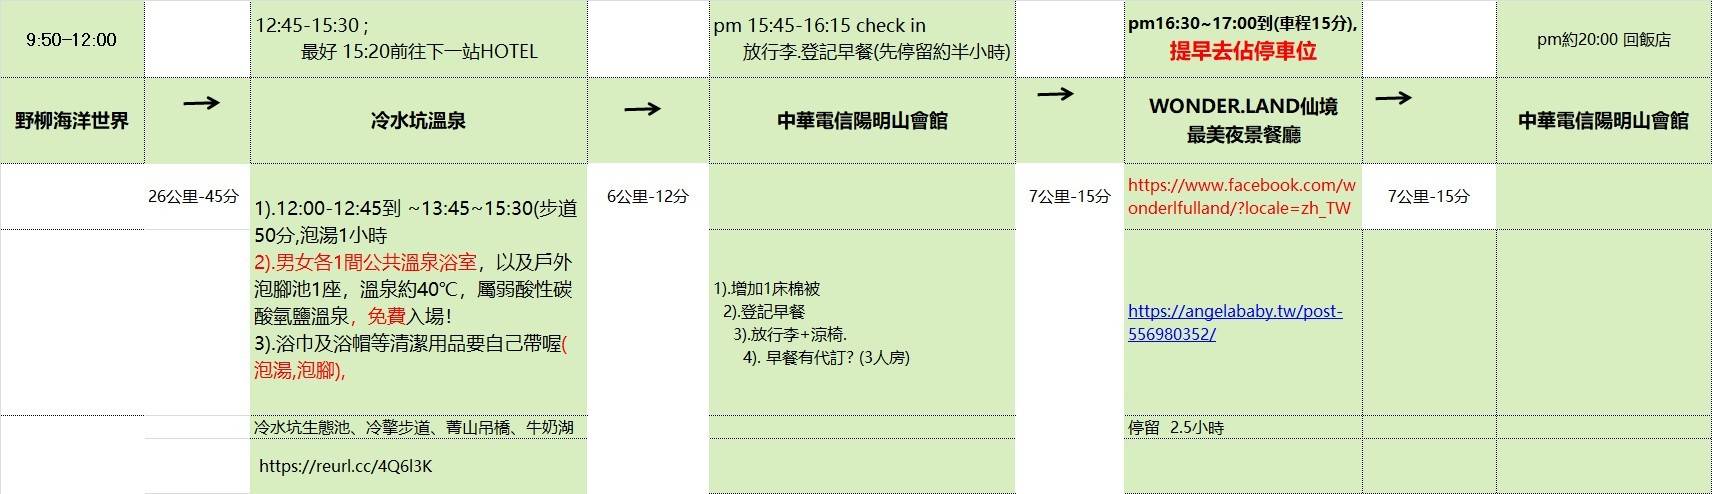 9:50-12:00
12:45-15:30 ;
最好 15:20前往下一站HOTEL
pm 15:45-16:15 check in
放行李.登記早餐(先停留約半小時)
pm16:30~17:00到(車程15分),
提早去佔停車位
pm約20:00 回飯店
野柳海洋世界
→
冷水坑溫泉
→
中華電信陽明山會館
→
WONDER.LAND仙境
最美夜景餐廳
→
中華電信陽明山會館
26公里-45分
1).12:00-12:45到 ~13:45~15:30(步道
50分,泡湯1小時
2).男女各1間公共溫泉浴室，以及戶外
泡腳池1座，溫泉約40℃，屬弱酸性碳
酸氫鹽溫泉，免費入場！
3).浴巾及浴帽等清潔用品要自己帶喔(
泡湯,泡腳),
6公里-12分
1).增加1床棉被
2).登記早餐
3).放行李+涼椅.
4). 早餐有代訂? (3人房)
7公里-15分
https://www.facebook.com/w
onderlfulland/?locale=zh_TW
7公里-15分
https://angelababy.tw/post-
556980352/
冷水坑生態池、冷擎步道、菁山吊橋、牛奶湖
停留 2.5小時
https://reurl.cc/4Q6l3K